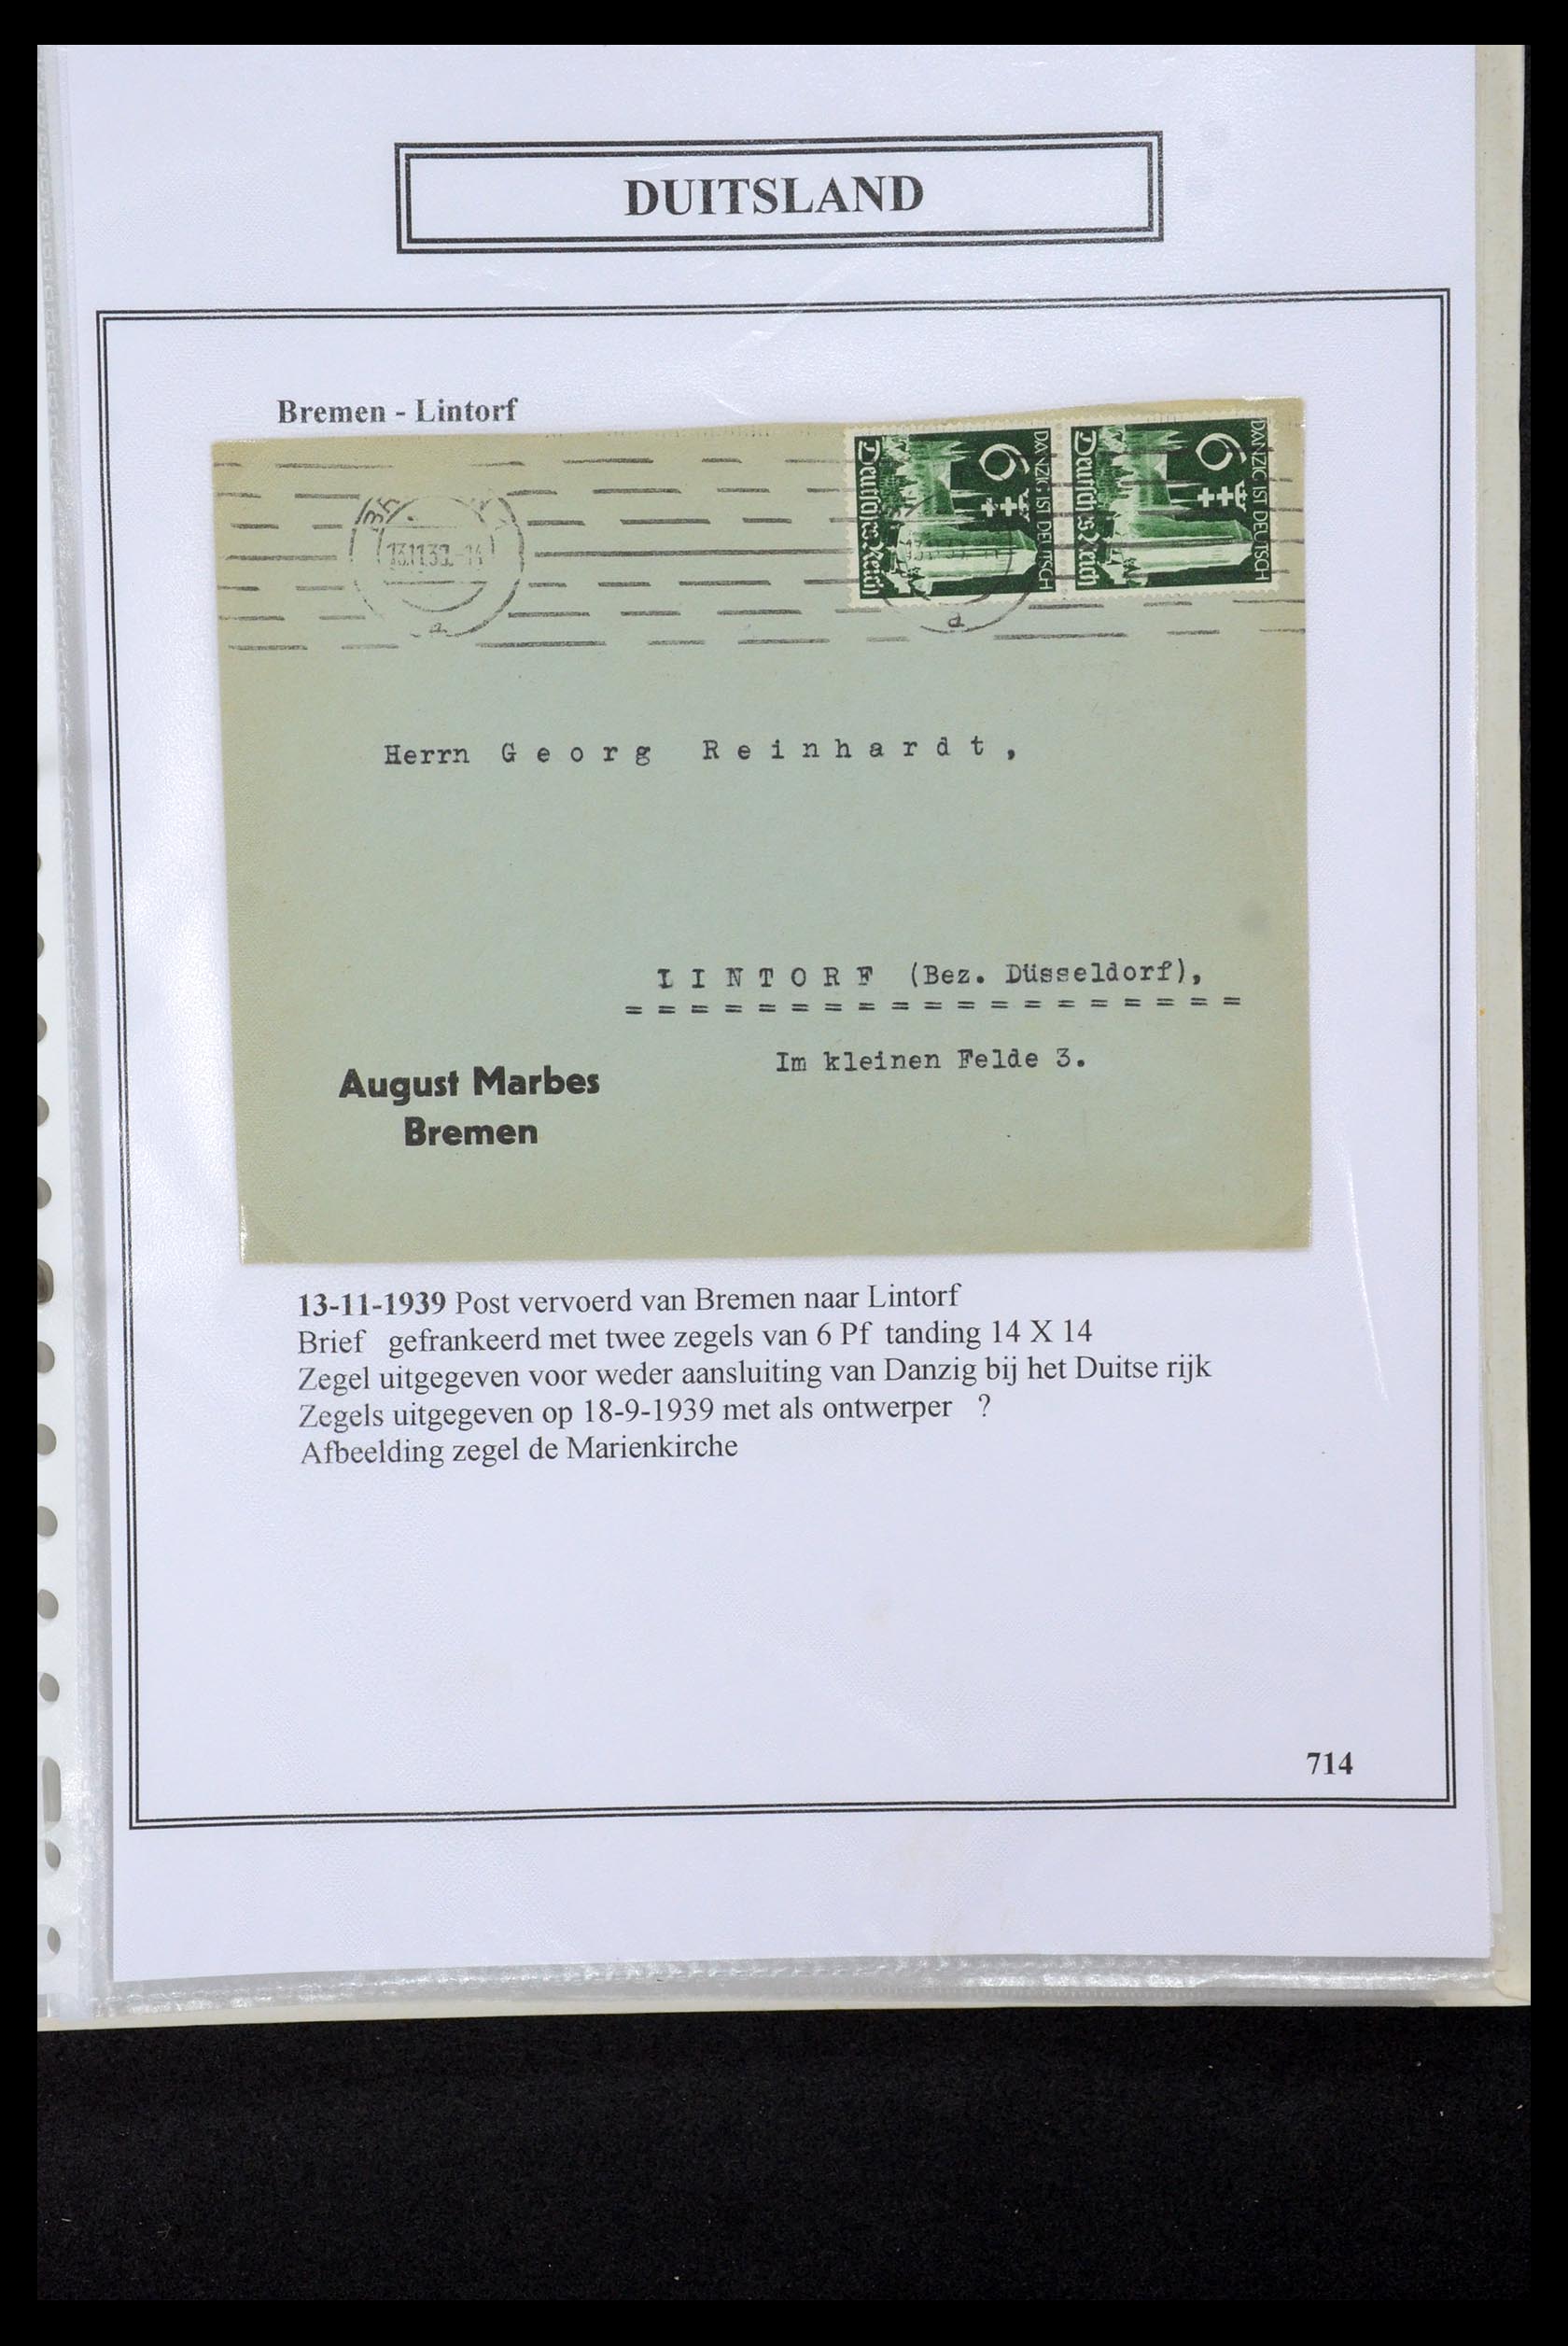 DUITSLAND
Bremen - Lintorf
DANZIG IST DEUTSCH
6
Deutsches Reich
DANZIG IST DEUTSCH
6
Deutsches Reich
13.11.39.-14
a
a
Herrn Georg Reinhardt,
LINTORF (Bez. Düsseldorf),
===================
Im kleinen Felde 3.
August Marbes
Bremen
13-11-1939 Post vervoerd van Bremen naar Lintorf
Brief gefrankeerd met twee zegels van 6 Pf tanding 14 X 14
Zegel uitgegeven voor weder aansluiting van Danzig bij het Duitse rijk
Zegels uitgegeven op 18-9-1939 met als ontwerper ?
Afbeelding zegel de Marienkirche
714